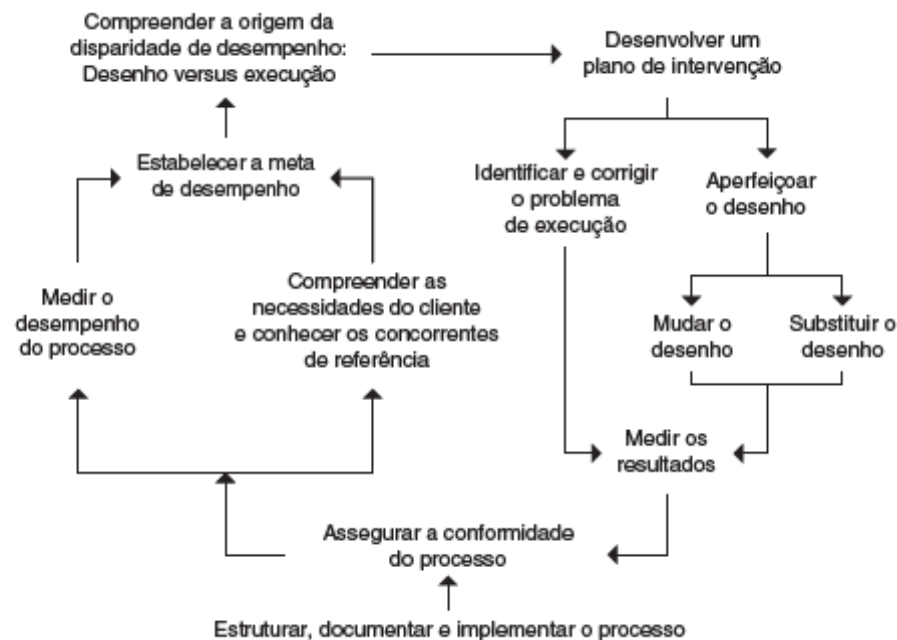 Compreender a origem da
disparidade de desempenho:
Desenho versus execução
Desenvolver um
plano de intervenção
Estabelecer a meta
de desempenho
Identificar e corrigir
o problema
de execução
Aperfeiçoar
o desenho
Medir o
desempenho
do processo
Compreender as
necessidades do cliente
e conhecer os concorrentes
de referência
Mudar o
desenho
Substituir o
desenho
Medir os
resultados
Assegurar a conformidade
do processo
Estruturar, documentar e implementar o processo